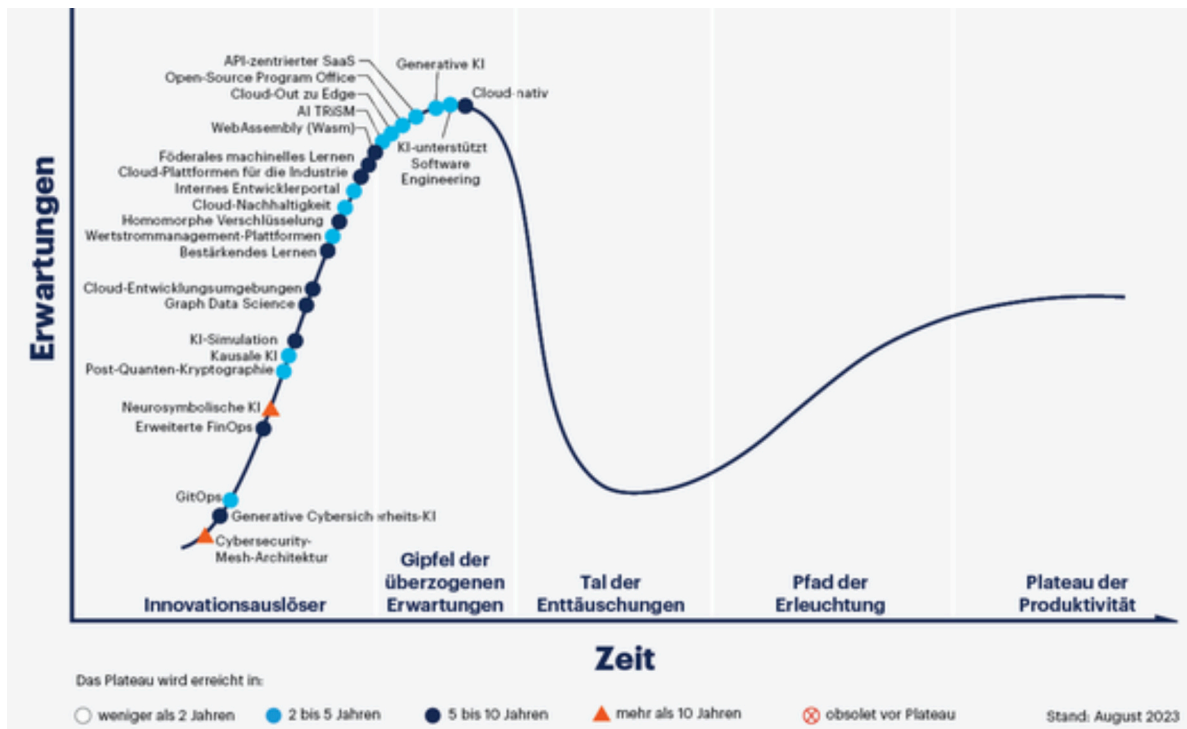 API-zentrierter SaaS
Generative KI
Open-Source Program Office
Cloud-Out zu Edge
Cloud-nativ
AI TRiSM
WebAssembly (Wasm)
KI-unterstützt
Software
Engineering
Föderales machinelles Lernen
Cloud-Plattformen für die Industrie
Internes Entwicklerportal
Cloud-Nachhaltigkeit
Homomorphe Verschlüsselung
Wertstrommanagement-Plattformen
Bestärkendes Lernen
Cloud-Entwicklungsumgebungen
Graph Data Science
KI-Simulation
Kausale KI
Post-Quanten-Kryptographie
Neurosymbolische KI
Erweiterte FinOps
GitOps
Generative Cybersicherheits-KI
Cybersecurity-
Mesh-Architektur
Erwartungen
Innovationsauslöser
Gipfel der
überzogenen
Erwartungen
Tal der
Enttäuschungen
Pfad der
Erleuchtung
Plateau der
Produktivität
Zeit
Das Plateau wird erreicht in:
weniger als 2 Jahren
2 bis 5 Jahren
5 bis 10 Jahren
mehr als 10 Jahren
obsolet vor Plateau
Stand: August 2023